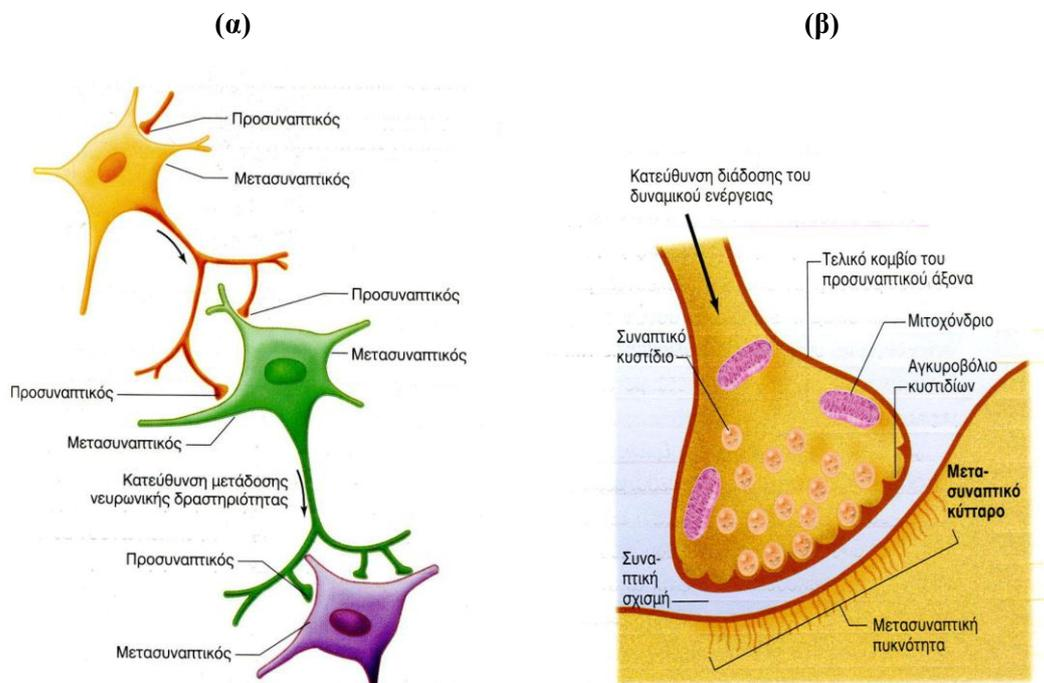 (α)
(β)
Προσυναπτικός
Μετασυναπτικός
Προσυναπτικός
Μετασυναπτικός
Προσυναπτικός
Μετασυναπτικός
Κατεύθυνση μετάδοσης
νευρωνικής δραστηριότητας
Προσυναπτικός
Μετασυναπτικός
Κατεύθυνση διάδοσης του
δυναμικού ενέργειας
Τελικό κομβίο του
προσυναπτικού άξονα
Συναπτικό
κυστίδιο
Μιτοχόνδριο
Αγκυροβόλιο
κυστιδίων
Μετα-
συναπτικό
κύτταρο
Συνα-
πτική
σχισμή
Μετασυναπτική
πυκνότητα